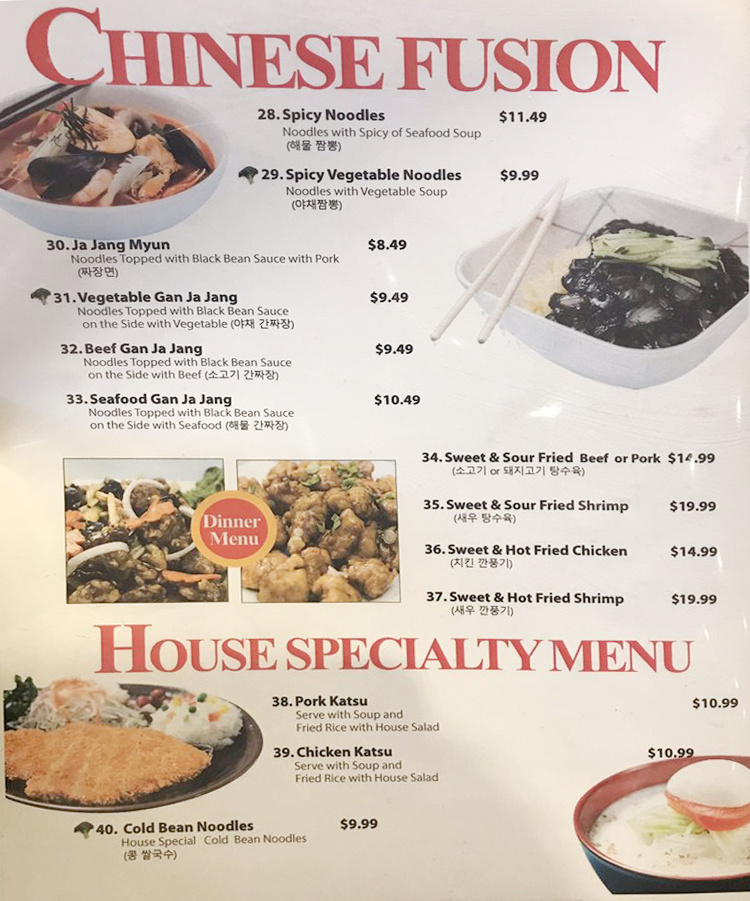 CHINESE FUSION
28. Spicy Noodles $11.49
Noodles with Spicy of Seafood Soup
(해물 짬뽕)
29. Spicy Vegetable Noodles $9.99
Noodles with Vegetable Soup
(야채짬뽕)
30. Ja Jang Myun $8.49
Noodles Topped with Black Bean Sauce with Pork
(짜장면)
31. Vegetable Gan Ja Jang $9.49
Noodles Topped with Black Bean Sauce
on the Side with Vegetable (야채 간짜장)
32. Beef Gan Ja Jang $9.49
Noodles Topped with Black Bean Sauce
on the Side with Beef (소고기 간짜장)
33. Seafood Gan Ja Jang $10.49
Noodles Topped with Black Bean Sauce
on the Side with Seafood (해물 간짜장)
Dinner
Menu
34. Sweet & Sour Fried Beef or Pork $14.99
(소고기 or 돼지고기 탕수육)
35. Sweet & Sour Fried Shrimp $19.99
(새우 탕수육)
36. Sweet & Hot Fried Chicken $14.99
(치킨 깐풍기)
37. Sweet & Hot Fried Shrimp $19.99
(새우 깐풍기)
HOUSE SPECIALTY MENU
38. Pork Katsu $10.99
Serve with Soup and
Fried Rice with House Salad
39. Chicken Katsu $10.99
Serve with Soup and
Fried Rice with House Salad
40. Cold Bean Noodles $9.99
House Special Cold Bean Noodles
(콩 쌀국수)